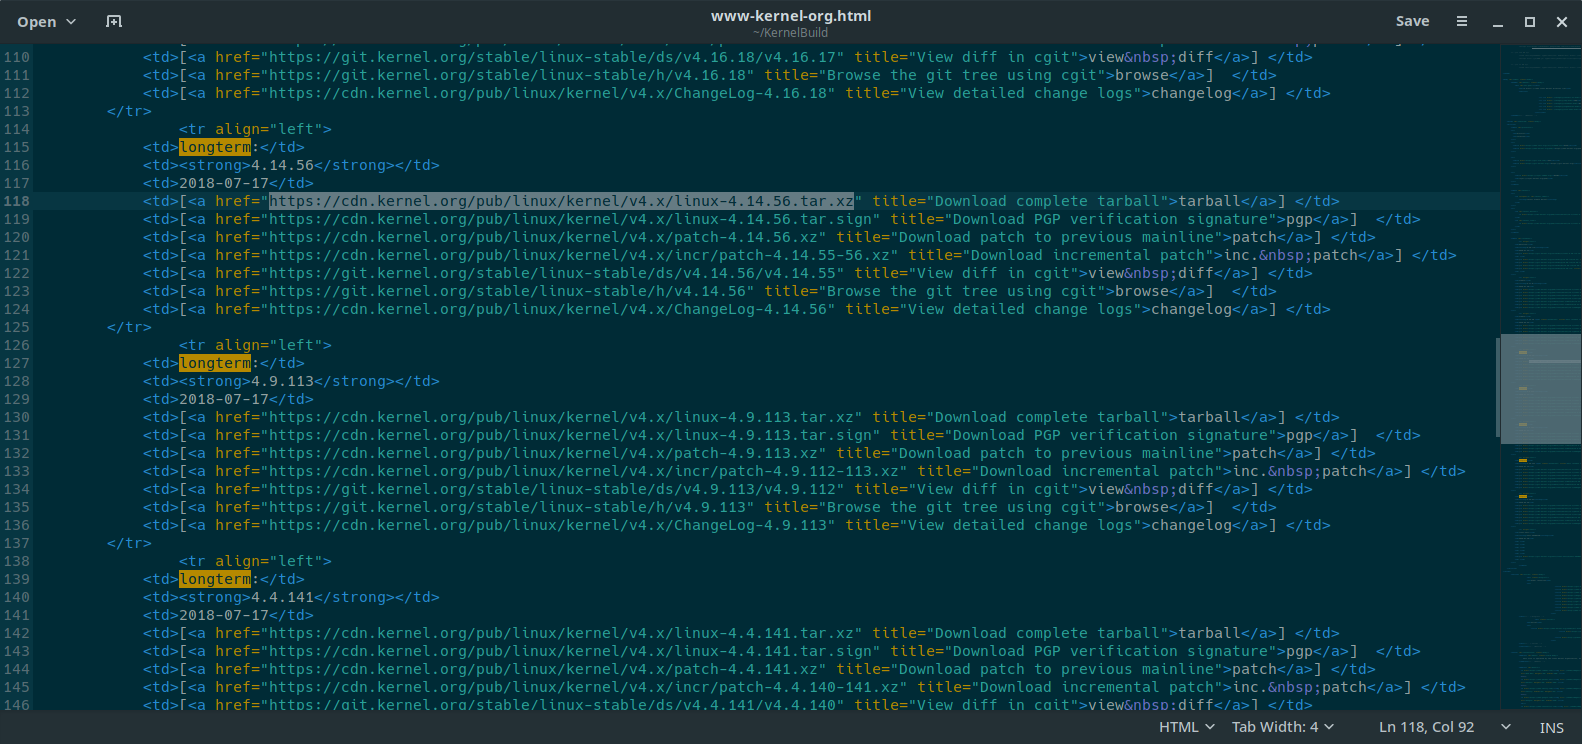 Open
www-kernel-org.html
~/KernelBuild
Save
110 <td>[<a href="https://git.kernel.org/stable/linux-stable/ds/v4.16.18/v4.16.17" title="View diff in cgit">view&nbsp;diff</a>] </td>
111 <td>[<a href="https://git.kernel.org/stable/linux-stable/h/v4.16.18" title="Browse the git tree using cgit">browse</a>]  </td>
112 <td>[<a href="https://cdn.kernel.org/pub/linux/kernel/v4.x/ChangeLog-4.16.18" title="View detailed change logs">changelog</a>] </td>
113 </tr>
114 <tr align="left">
115 <td>longterm:</td>
116 <td><strong>4.14.56</strong></td>
117 <td>2018-07-17</td>
118 <td>[<a href="https://cdn.kernel.org/pub/linux/kernel/v4.x/linux-4.14.56.tar.xz" title="Download complete tarball">tarball</a>] </td>
119 <td>[<a href="https://cdn.kernel.org/pub/linux/kernel/v4.x/linux-4.14.56.tar.sign" title="Download PGP verification signature">pgp</a>]  </td>
120 <td>[<a href="https://cdn.kernel.org/pub/linux/kernel/v4.x/patch-4.14.56.xz" title="Download patch to previous mainline">patch</a>] </td>
121 <td>[<a href="https://cdn.kernel.org/pub/linux/kernel/v4.x/incr/patch-4.14.55-56.xz" title="Download incremental patch">inc.&nbsp;patch</a>] </td>
122 <td>[<a href="https://git.kernel.org/stable/linux-stable/ds/v4.14.56/v4.14.55" title="View diff in cgit">view&nbsp;diff</a>] </td>
123 <td>[<a href="https://git.kernel.org/stable/linux-stable/h/v4.14.56" title="Browse the git tree using cgit">browse</a>]  </td>
124 <td>[<a href="https://cdn.kernel.org/pub/linux/kernel/v4.x/ChangeLog-4.14.56" title="View detailed change logs">changelog</a>] </td>
125 </tr>
126 <tr align="left">
127 <td>longterm:</td>
128 <td><strong>4.9.113</strong></td>
129 <td>2018-07-17</td>
130 <td>[<a href="https://cdn.kernel.org/pub/linux/kernel/v4.x/linux-4.9.113.tar.xz" title="Download complete tarball">tarball</a>] </td>
131 <td>[<a href="https://cdn.kernel.org/pub/linux/kernel/v4.x/linux-4.9.113.tar.sign" title="Download PGP verification signature">pgp</a>]  </td>
132 <td>[<a href="https://cdn.kernel.org/pub/linux/kernel/v4.x/patch-4.9.113.xz" title="Download patch to previous mainline">patch</a>] </td>
133 <td>[<a href="https://cdn.kernel.org/pub/linux/kernel/v4.x/incr/patch-4.9.112-113.xz" title="Download incremental patch">inc.&nbsp;patch</a>] </td>
134 <td>[<a href="https://git.kernel.org/stable/linux-stable/ds/v4.9.113/v4.9.112" title="View diff in cgit">view&nbsp;diff</a>] </td>
135 <td>[<a href="https://git.kernel.org/stable/linux-stable/h/v4.9.113" title="Browse the git tree using cgit">browse</a>]  </td>
136 <td>[<a href="https://cdn.kernel.org/pub/linux/kernel/v4.x/ChangeLog-4.9.113" title="View detailed change logs">changelog</a>] </td>
137 </tr>
138 <tr align="left">
139 <td>longterm:</td>
140 <td><strong>4.4.141</strong></td>
141 <td>2018-07-17</td>
142 <td>[<a href="https://cdn.kernel.org/pub/linux/kernel/v4.x/linux-4.4.141.tar.xz" title="Download complete tarball">tarball</a>] </td>
143 <td>[<a href="https://cdn.kernel.org/pub/linux/kernel/v4.x/linux-4.4.141.tar.sign" title="Download PGP verification signature">pgp</a>]  </td>
144 <td>[<a href="https://cdn.kernel.org/pub/linux/kernel/v4.x/patch-4.4.141.xz" title="Download patch to previous mainline">patch</a>] </td>
145 <td>[<a href="https://cdn.kernel.org/pub/linux/kernel/v4.x/incr/patch-4.4.140-141.xz" title="Download incremental patch">inc.&nbsp;patch</a>] </td>
146 <td>[<a href="https://git.kernel.org/stable/linux-stable/ds/v4.4.141/v4.4.140" title="View diff in cgit">view&nbsp;diff</a>] </td>
HTML Tab Width: 4 Ln 118, Col 92 INS